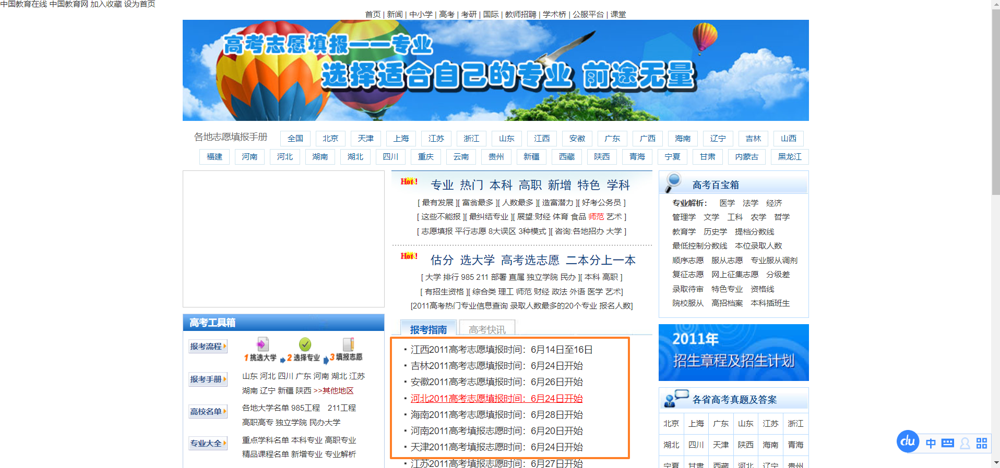 中国教育在线 中国教育网 加入收藏 设为首页
首页 | 新闻 | 中小学 | 高考 | 考研 | 国际 | 教师招聘 | 学术桥 | 公服平台 | 课堂
高考志愿填报——专业
选择适合自己的专业 前途无量
各地志愿填报手册 全国 北京 天津 上海 江苏 浙江 山东 江西 安徽 广东 广西 海南 辽宁 吉林 山西
福建 河南 河北 湖南 湖北 四川 重庆 云南 贵州 新疆 西藏 陕西 青海 宁夏 甘肃 内蒙古 黑龙江
高考工具箱
报考流程
1 挑选大学 2 选择专业 3 填报志愿
报考手册
山东 河北 四川 广东 河南 湖北 江苏
湖南 辽宁 新疆 陕西 >>其他地区
高校名单
各地大学名单 985工程 211工程
高职高专 独立学院 民办大学
专业大全
重点学科名单 本科专业 高职专业
精品课程名单 新增专业 专业解析
Hot !
专业 热门 本科 高职 新增 特色 学科
[ 最有发展 ][ 富翁最多 ][ 人数最多 ][ 造富潜力 ][ 好考公务员 ]
[ 这些不能报 ][ 最纠结专业 ][ 展望:财经 体育 食品 师范 艺术 ]
[ 志愿填报 平行志愿 8大误区 3种模式 ][ 咨询:各地招办 大学 ]
Hot !
估分 选大学 高考选志愿 二本分上一本
[ 大学 排行 985 211 部署 直属 独立学院 民办 ][ 本科 高职 ]
[ 有招生资格 ][ 综合类 理工 师范 财经 政法 外语 医学 艺术]
[2011高考热门专业信息查询 录取人数最多的20个专业 报名人数]
报考指南 高考快讯
· 江西2011高考志愿填报时间：6月14日至16日
· 吉林2011高考志愿填报时间：6月24日开始
· 安徽2011高考志愿填报时间：6月26日开始
· 河北2011高考志愿填报时间：6月24日开始
· 海南2011高考志愿填报时间：6月28日开始
· 河南2011高考填报志愿时间：6月20日开始
· 天津2011高考填报志愿时间：6月24日开始
· 江苏2011高考填报志愿时间：6月27日开始
高考百宝箱
专业解析： 医学 法学 经济
管理学 文学 工科 农学 哲学
教育学 历史学 提档分数线
最低控制分数线 本位录取人数
顺序志愿 服从志愿 专业服从调剂
复征志愿 网上征集志愿 分级差
录取待审 特色专业 资格线
院校服从 高招档案 本科插班生
2011年
招生章程及招生计划
各省高考真题及答案
北京 上海 广东 山东 江苏 浙江
湖北 四川 天津 陕西 海南 青海
宁夏 甘肃 西藏 河北 辽宁 贵州
du 中